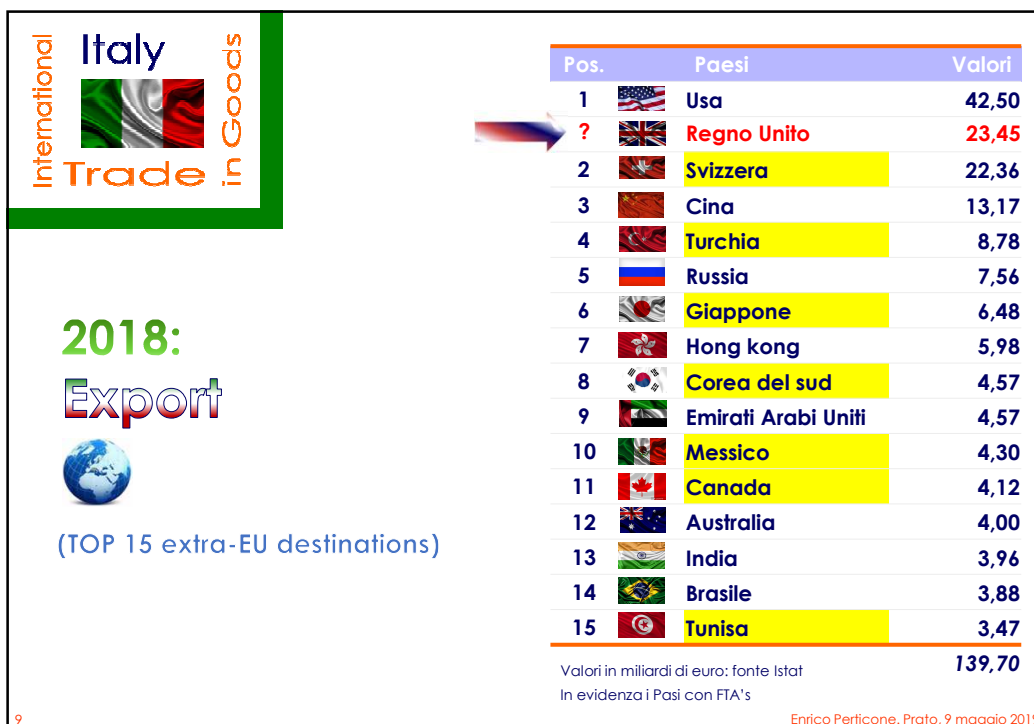 International
Italy
Trade
in Goods
2018:
Export
(TOP 15 extra-EU destinations)
Pos. Paesi Valori
1 Usa 42,50
? Regno Unito 23,45
2 Svizzera 22,36
3 Cina 13,17
4 Turchia 8,78
5 Russia 7,56
6 Giappone 6,48
7 Hong kong 5,98
8 Corea del sud 4,57
9 Emirati Arabi Uniti 4,57
10 Messico 4,30
11 Canada 4,12
12 Australia 4,00
13 India 3,96
14 Brasile 3,88
15 Tunisa 3,47
139,70
Valori in miliardi di euro: fonte Istat
In evidenza i Pasi con FTA's
9
Enrico Perticone. Prato, 9 maggio 2019